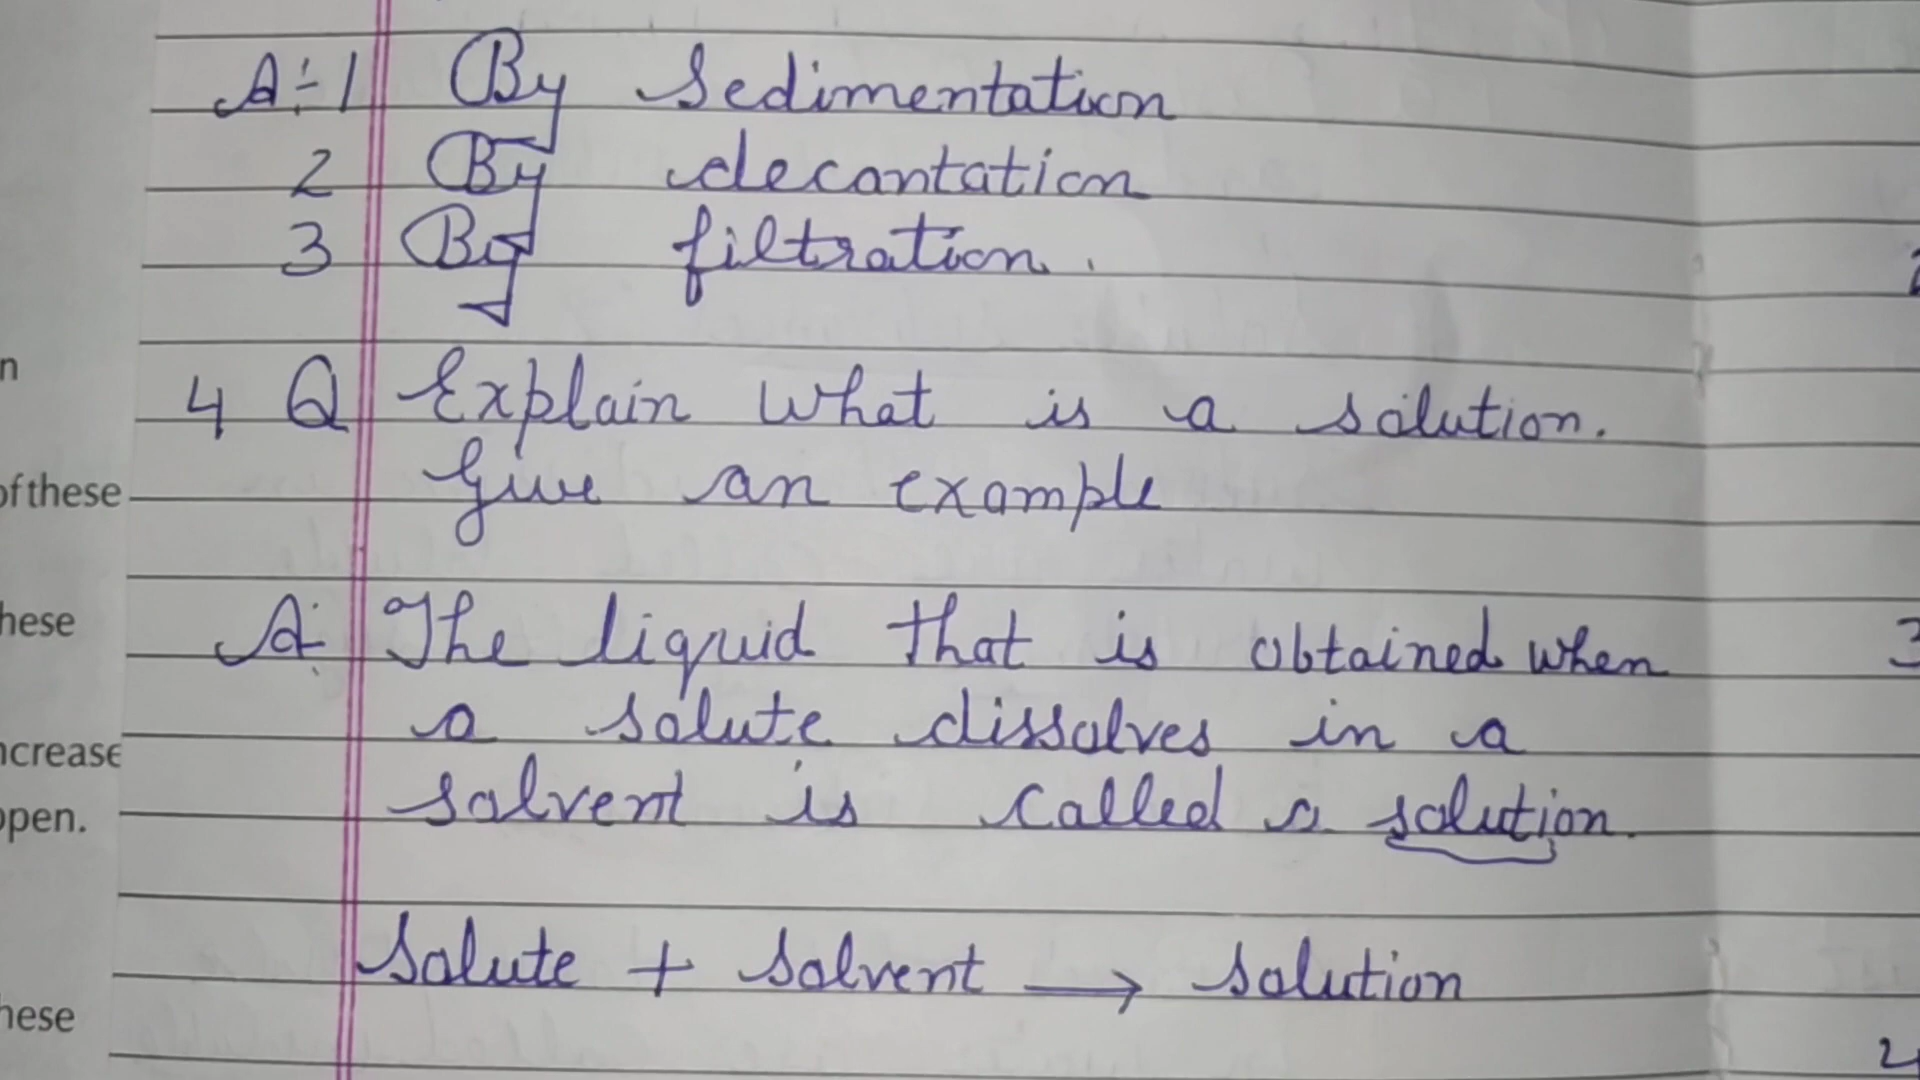 A:-1 By Sedimentation
2 By decantation
3 By filtration.
4 Q Explain What is a solution.
Give an example
A:- The liquid that is obtained when
a solute dissolves in a
solvent is called a solution.
Solute + Solvent → Solution
n
of these
hese
ncrease
open.
hese
3